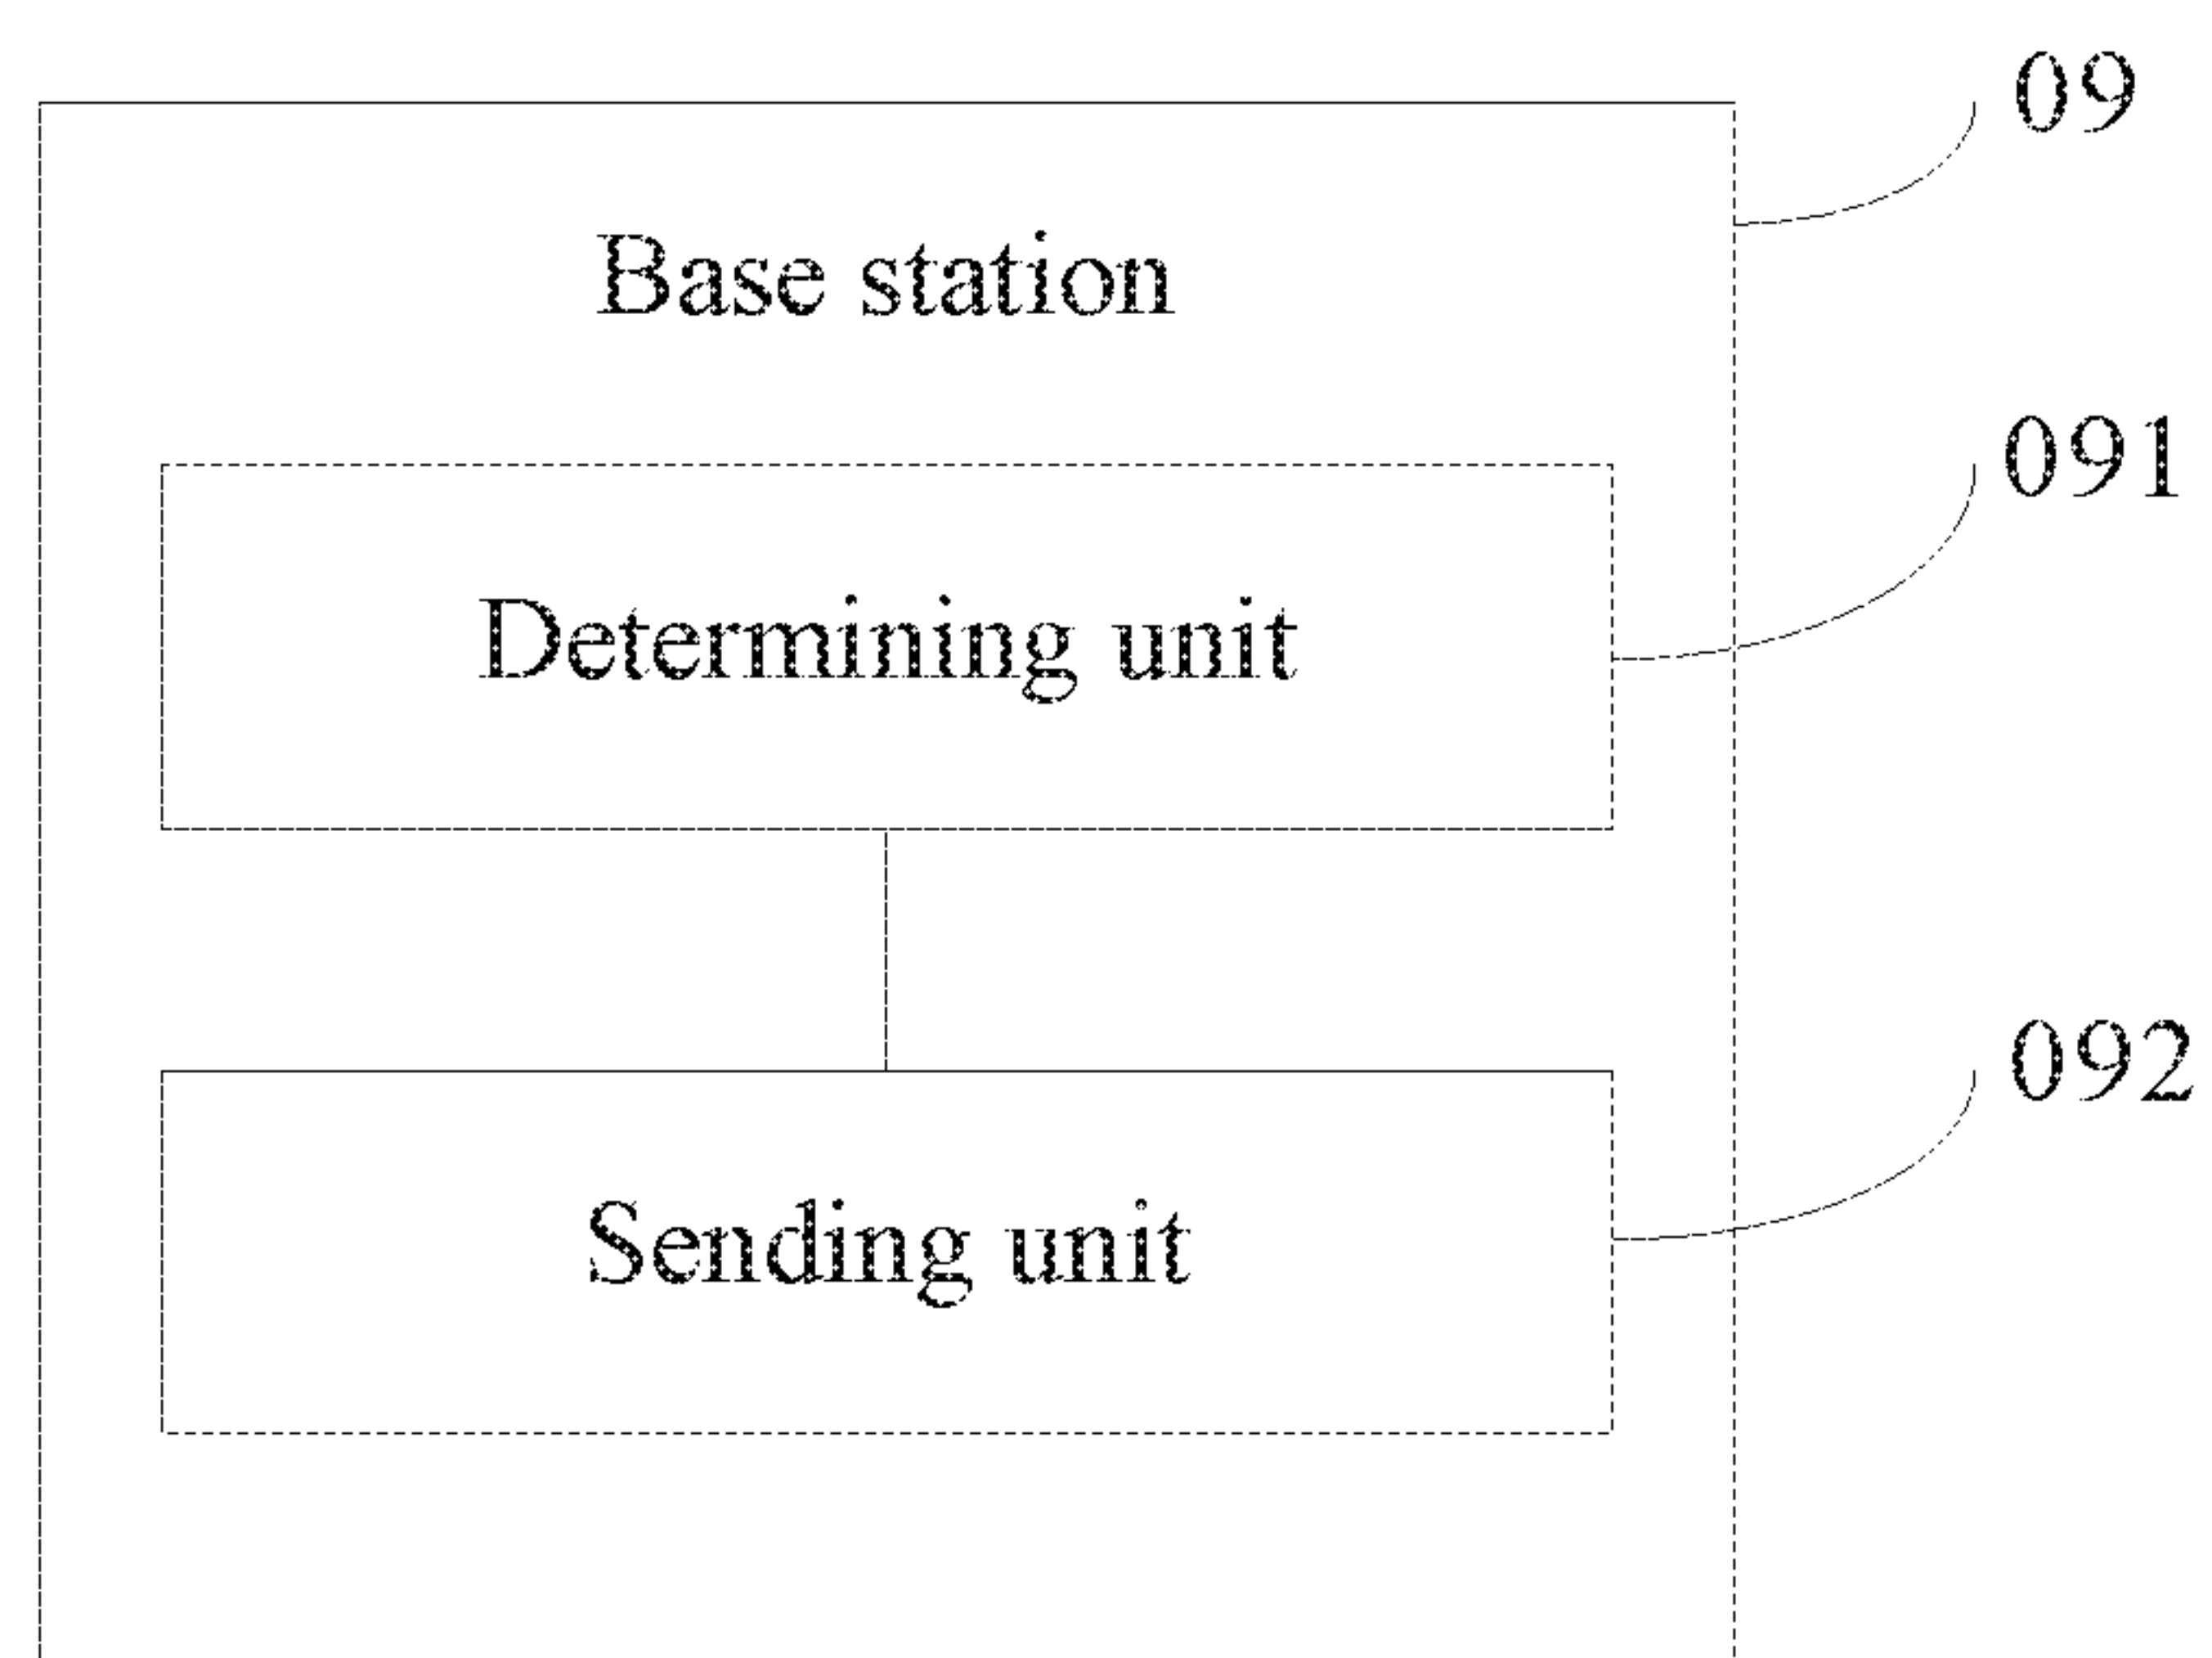 09
Base station
091
Determining unit
092
Sending unit